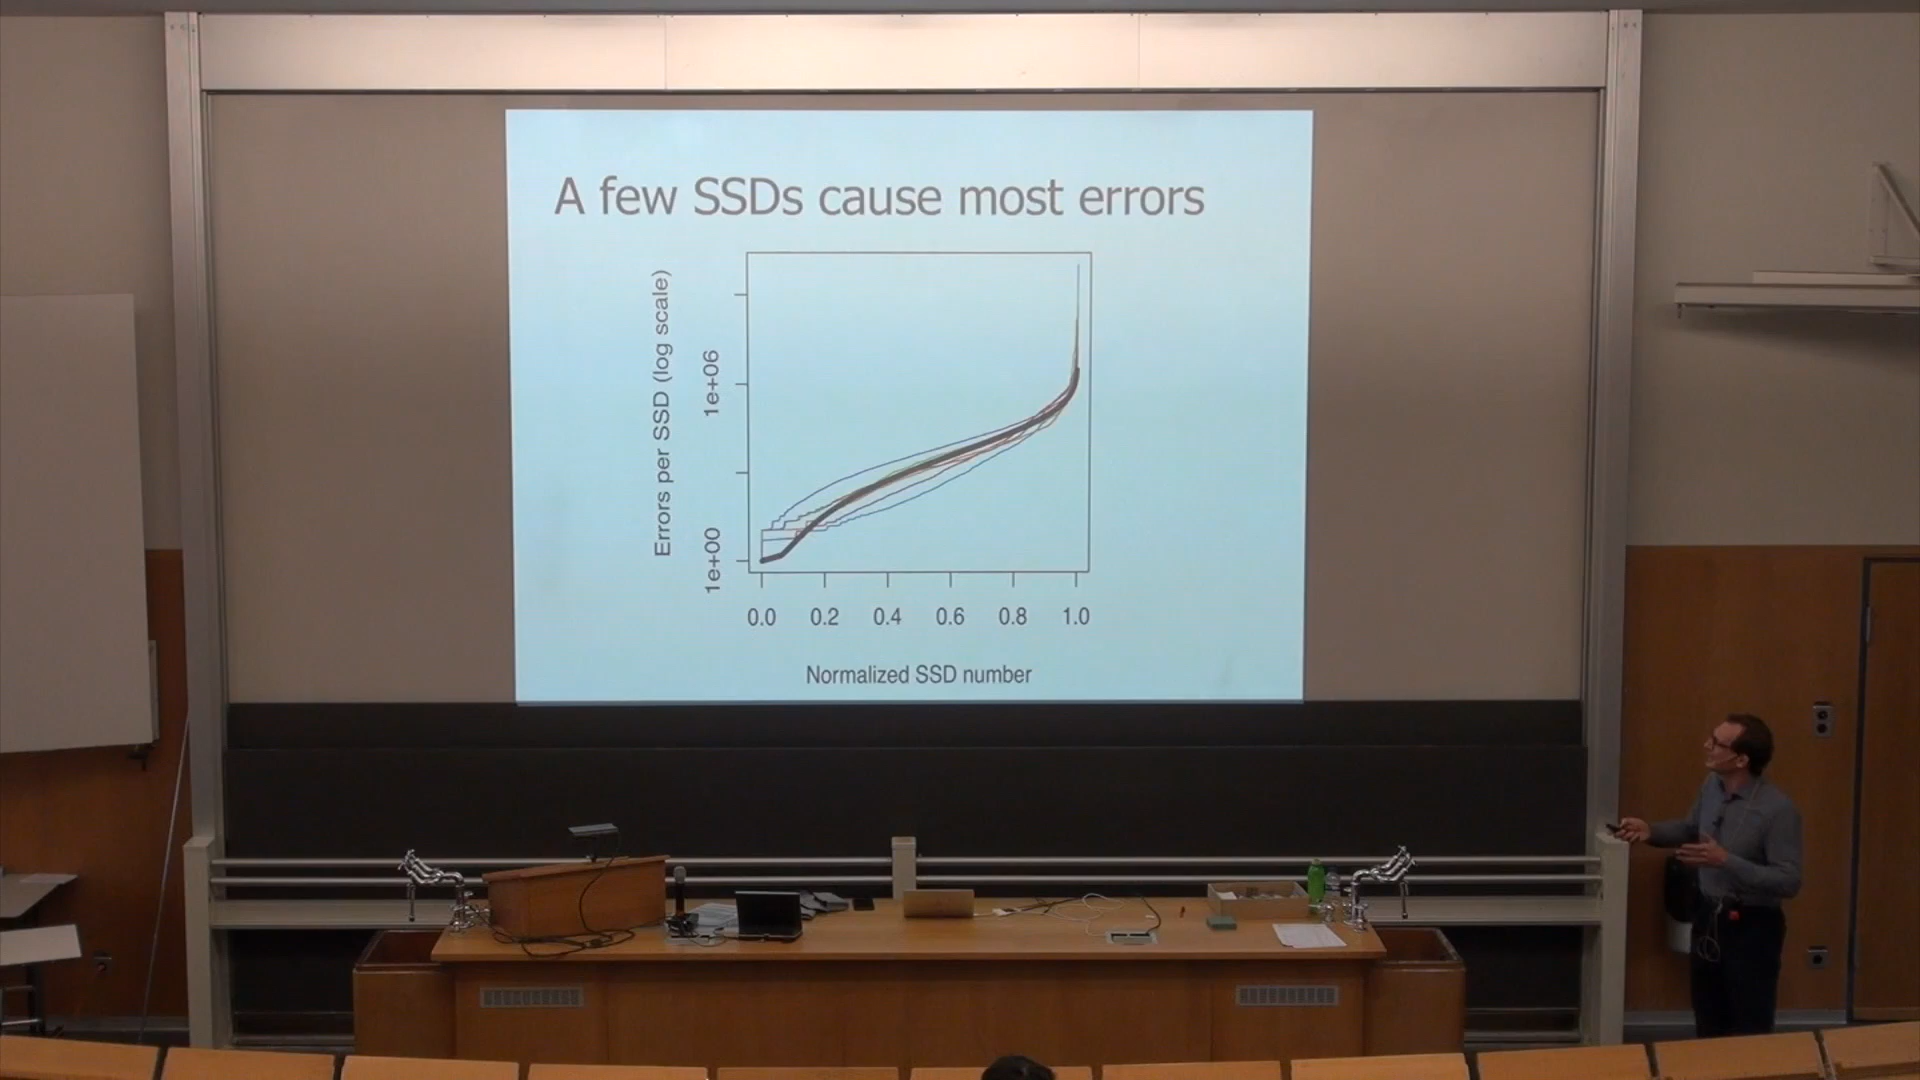 A few SSDs cause most errors
Errors per SSD (log scale)
1e+06
1e+00
0.0 0.2 0.4 0.6 0.8 1.0
Normalized SSD number